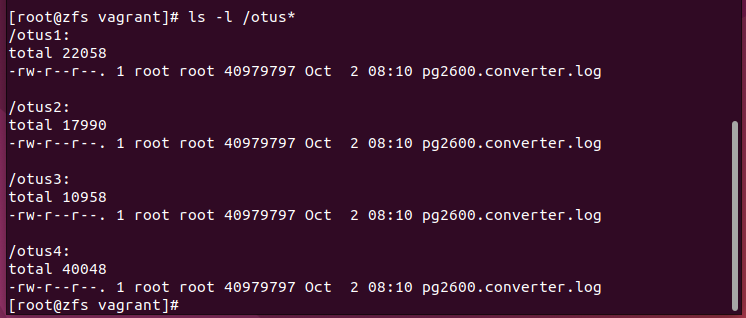 [root@zfs vagrant]# ls -l /otus*
/otus1:
total 22058
-rw-r--r--. 1 root root 40979797 Oct  2 08:10 pg2600.converter.log

/otus2:
total 17990
-rw-r--r--. 1 root root 40979797 Oct  2 08:10 pg2600.converter.log

/otus3:
total 10958
-rw-r--r--. 1 root root 40979797 Oct  2 08:10 pg2600.converter.log

/otus4:
total 40048
-rw-r--r--. 1 root root 40979797 Oct  2 08:10 pg2600.converter.log
[root@zfs vagrant]#